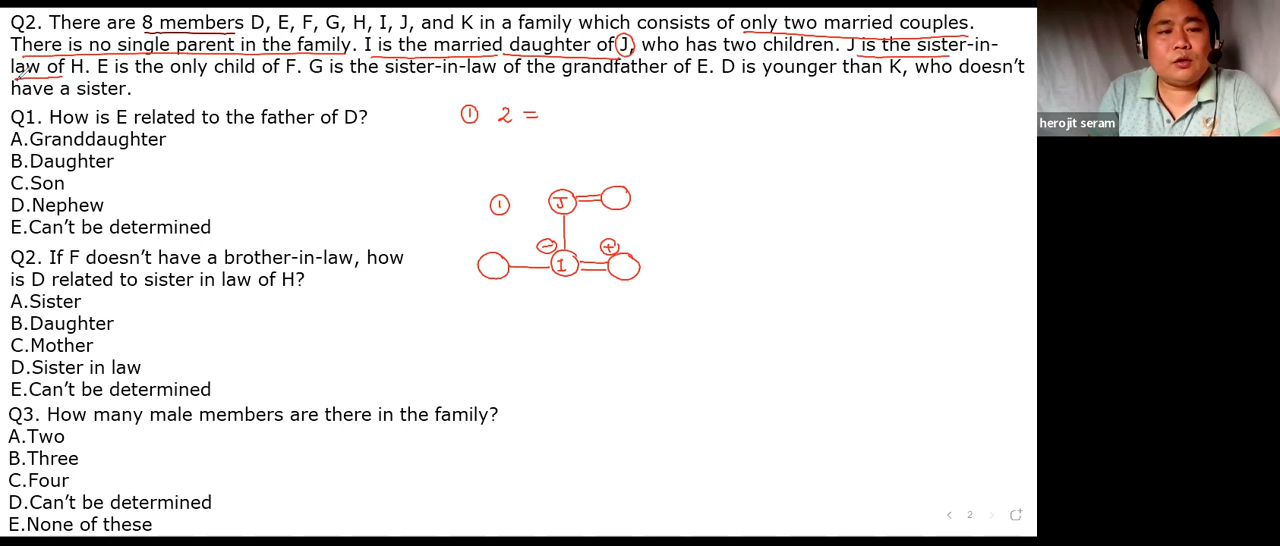 Q2. There are 8 members D, E, F, G, H, I, J, and K in a family which consists of only two married couples.
There is no single parent in the family. I is the married daughter of J, who has two children. J is the sister-in-
law of H. E is the only child of F. G is the sister-in-law of the grandfather of E. D is younger than K, who doesn't
have a sister.
Q1. How is E related to the father of D?
A.Granddaughter
B.Daughter
C.Son
D.Nephew
E.Can't be determined
Q2. If F doesn't have a brother-in-law, how
is D related to sister in law of H?
A.Sister
B.Daughter
C.Mother
D.Sister in law
E.Can't be determined
Q3. How many male members are there in the family?
A.Two
B.Three
C.Four
D.Can't be determined
E.None of these
① 2 =
① J
− +
I
herojit seram
2